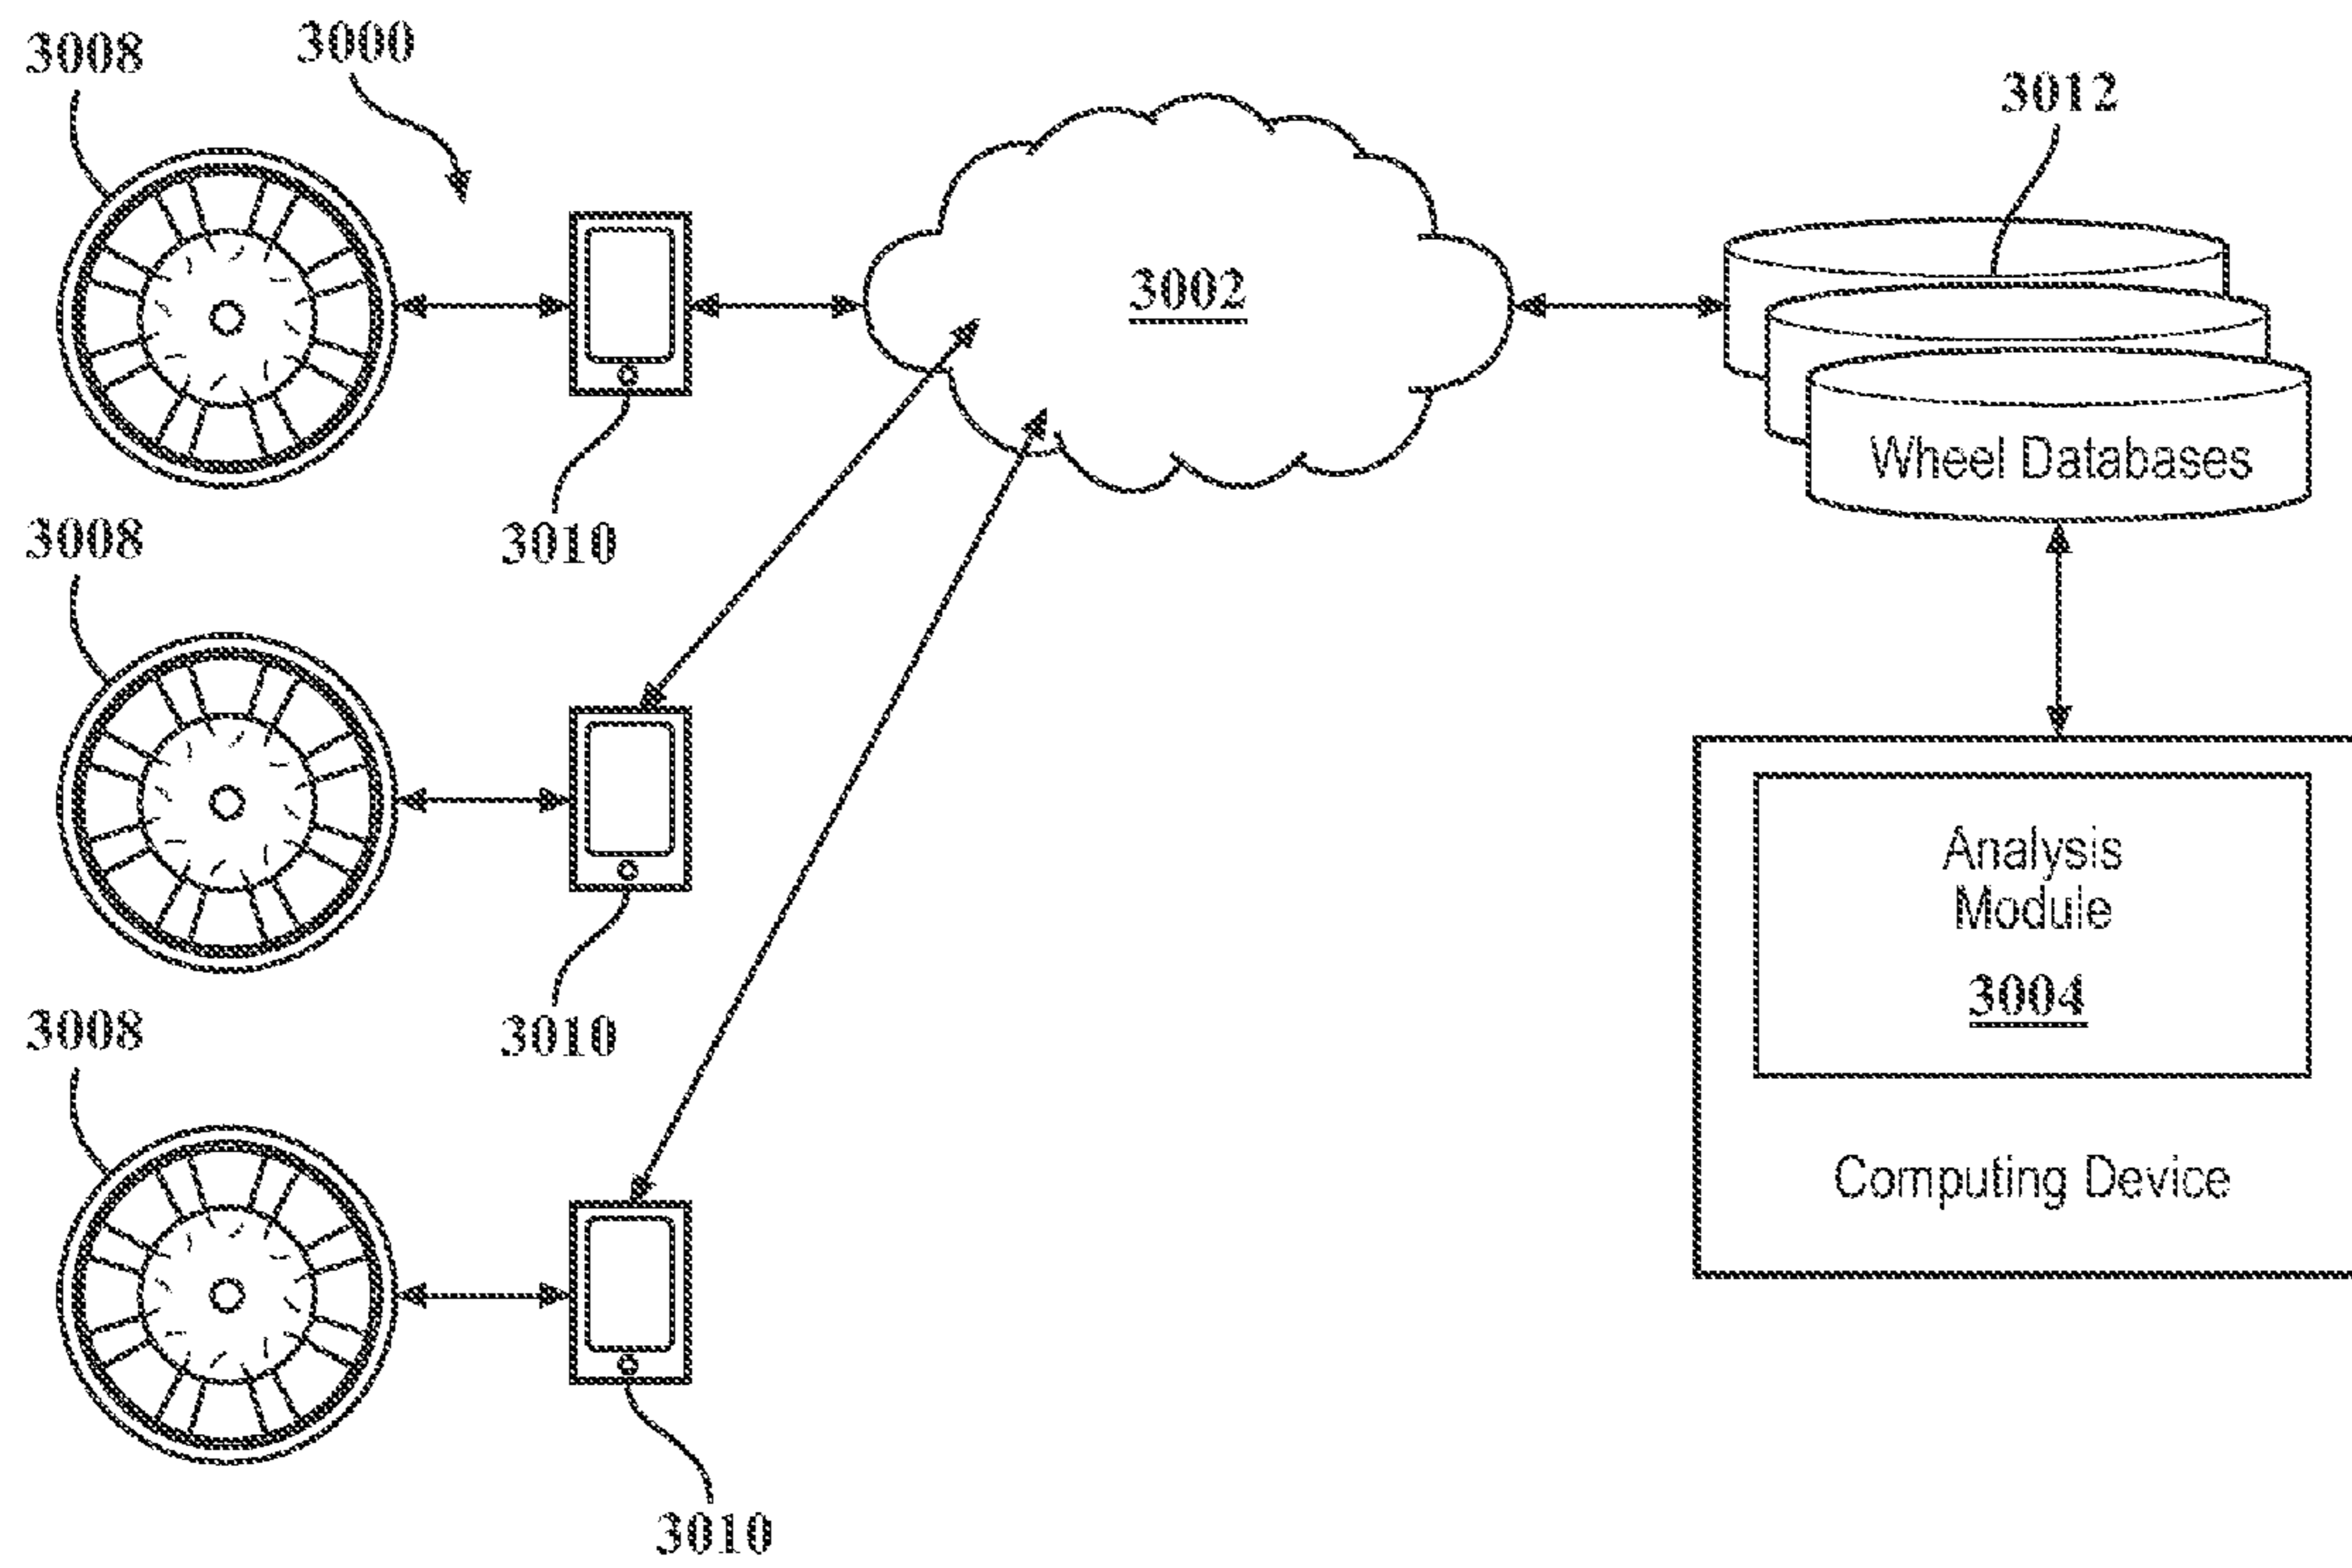 3008
3000
3012
3002
3010
Wheel Databases
3008
Analysis
Module
3004
3010
3008
Computing Device
3010